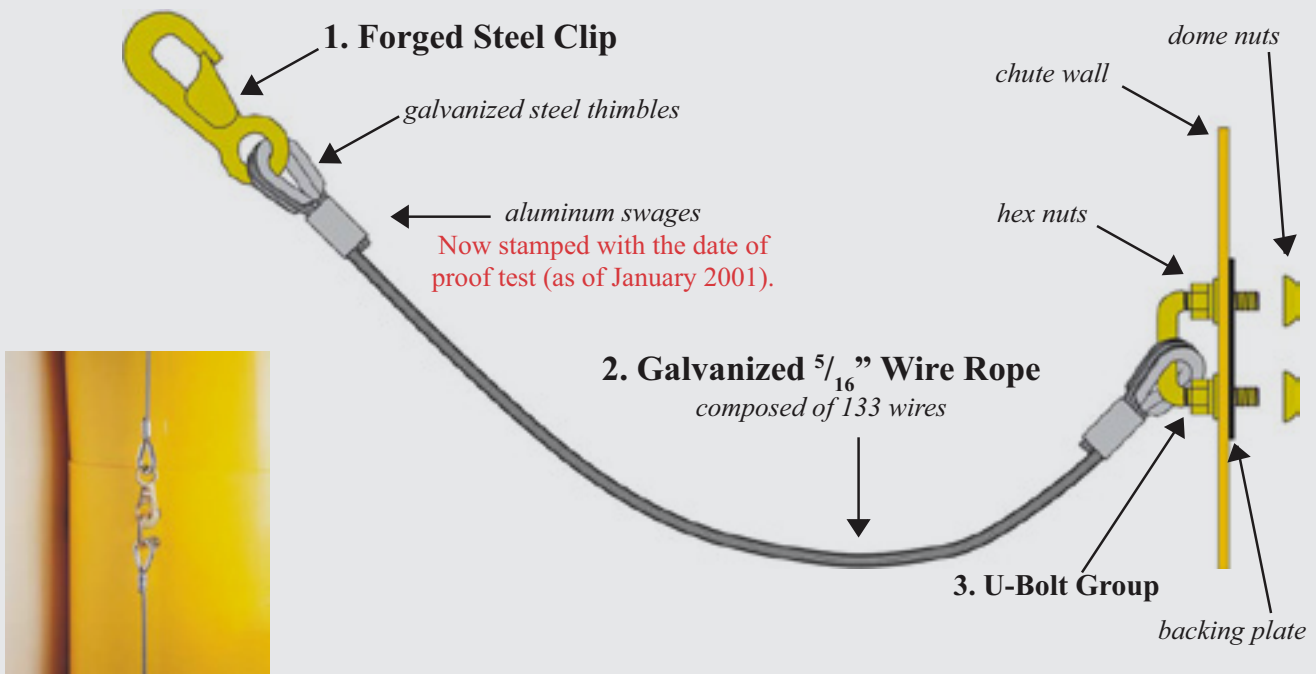 1. Forged Steel Clip
dome nuts
chute wall
galvanized steel thimbles
hex nuts
aluminum swages
Now stamped with the date of
proof test (as of January 2001).
2. Galvanized 5/16” Wire Rope
composed of 133 wires
3. U-Bolt Group
backing plate